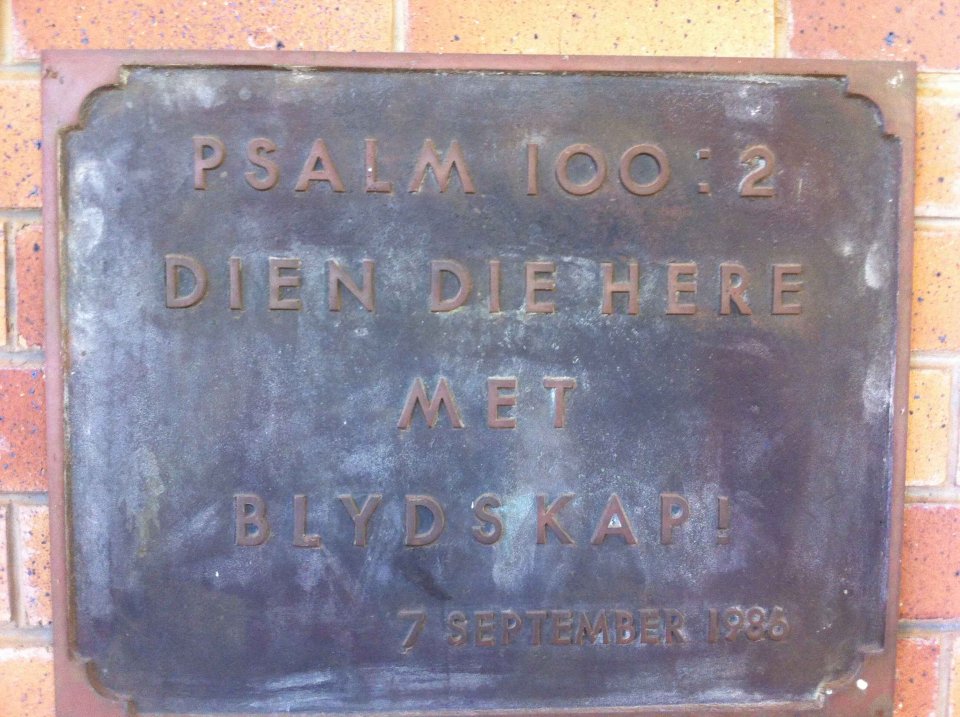 PSALM 100:2
DIEN DIE HERE
MET
BLYDSKAP!
7 SEPTEMBER 1986